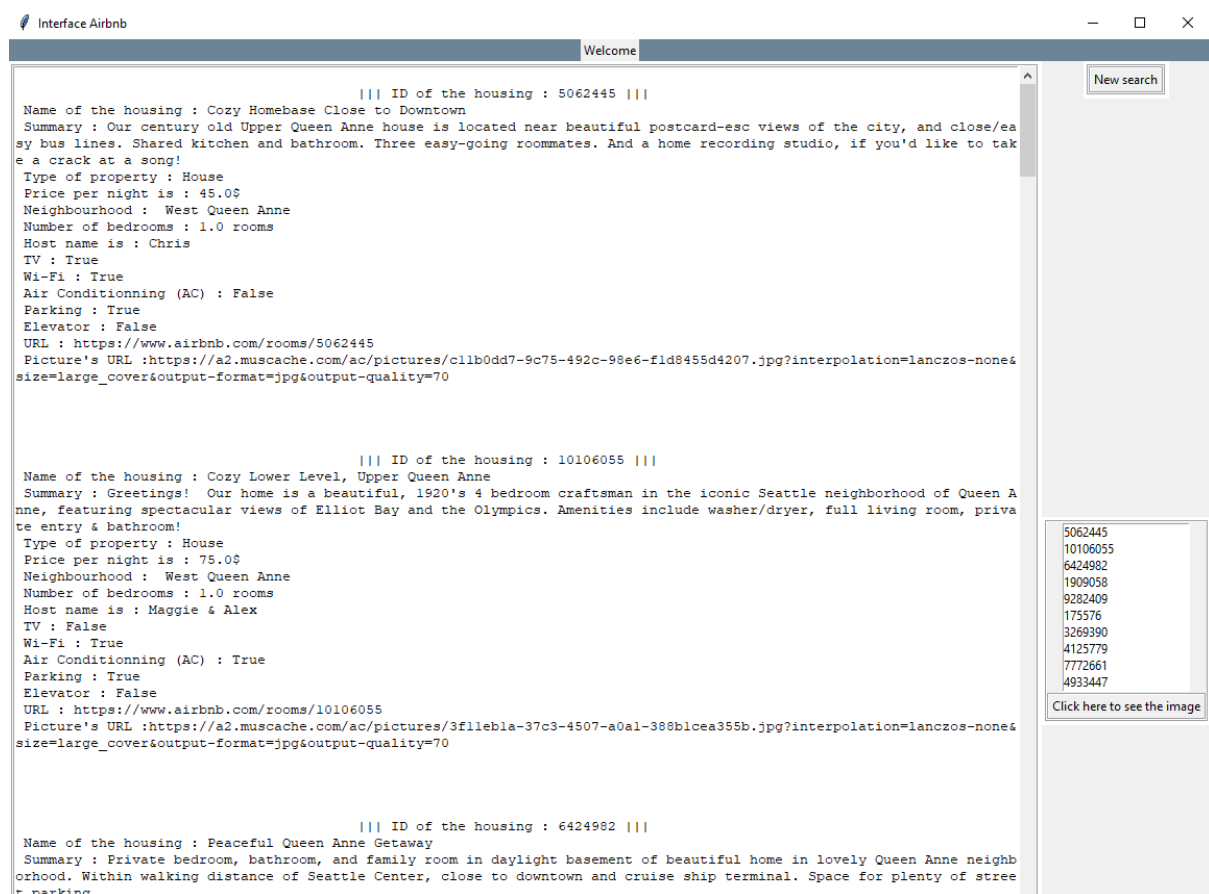 Interface Airbnb
Welcome
New search
||| ID of the housing : 5062445 |||
Name of the housing : Cozy Homebase Close to Downtown
Summary : Our century old Upper Queen Anne house is located near beautiful postcard-esc views of the city, and close/ea
sy bus lines. Shared kitchen and bathroom. Three easy-going roommates. And a home recording studio, if you'd like to tak
e a crack at a song!
Type of property : House
Price per night is : 45.0$
Neighbourhood :  West Queen Anne
Number of bedrooms : 1.0 rooms
Host name is : Chris
TV : True
Wi-Fi : True
Air Conditionning (AC) : False
Parking : True
Elevator : False
URL : https://www.airbnb.com/rooms/5062445
Picture's URL :https://a2.muscache.com/ac/pictures/c11b0dd7-9c75-492c-98e6-f1d8455d4207.jpg?interpolation=lanczos-none&
size=large_cover&output-format=jpg&output-quality=70
||| ID of the housing : 10106055 |||
Name of the housing : Cozy Lower Level, Upper Queen Anne
Summary : Greetings!  Our home is a beautiful, 1920's 4 bedroom craftsman in the iconic Seattle neighborhood of Queen A
nne, featuring spectacular views of Elliot Bay and the Olympics. Amenities include washer/dryer, full living room, priva
te entry & bathroom!
Type of property : House
Price per night is : 75.0$
Neighbourhood :  West Queen Anne
Number of bedrooms : 1.0 rooms
Host name is : Maggie & Alex
TV : False
Wi-Fi : True
Air Conditionning (AC) : True
Parking : True
Elevator : False
URL : https://www.airbnb.com/rooms/10106055
Picture's URL :https://a2.muscache.com/ac/pictures/3f11eb1a-37c3-4507-a0a1-388b1cea355b.jpg?interpolation=lanczos-none&
size=large_cover&output-format=jpg&output-quality=70
||| ID of the housing : 6424982 |||
Name of the housing : Peaceful Queen Anne Getaway
Summary : Private bedroom, bathroom, and family room in daylight basement of beautiful home in lovely Queen Anne neighb
orhood. Within walking distance of Seattle Center, close to downtown and cruise ship terminal. Space for plenty of stree
t parking
5062445
10106055
6424982
1909058
9282409
175576
3269390
4125779
7772661
4933447
Click here to see the image